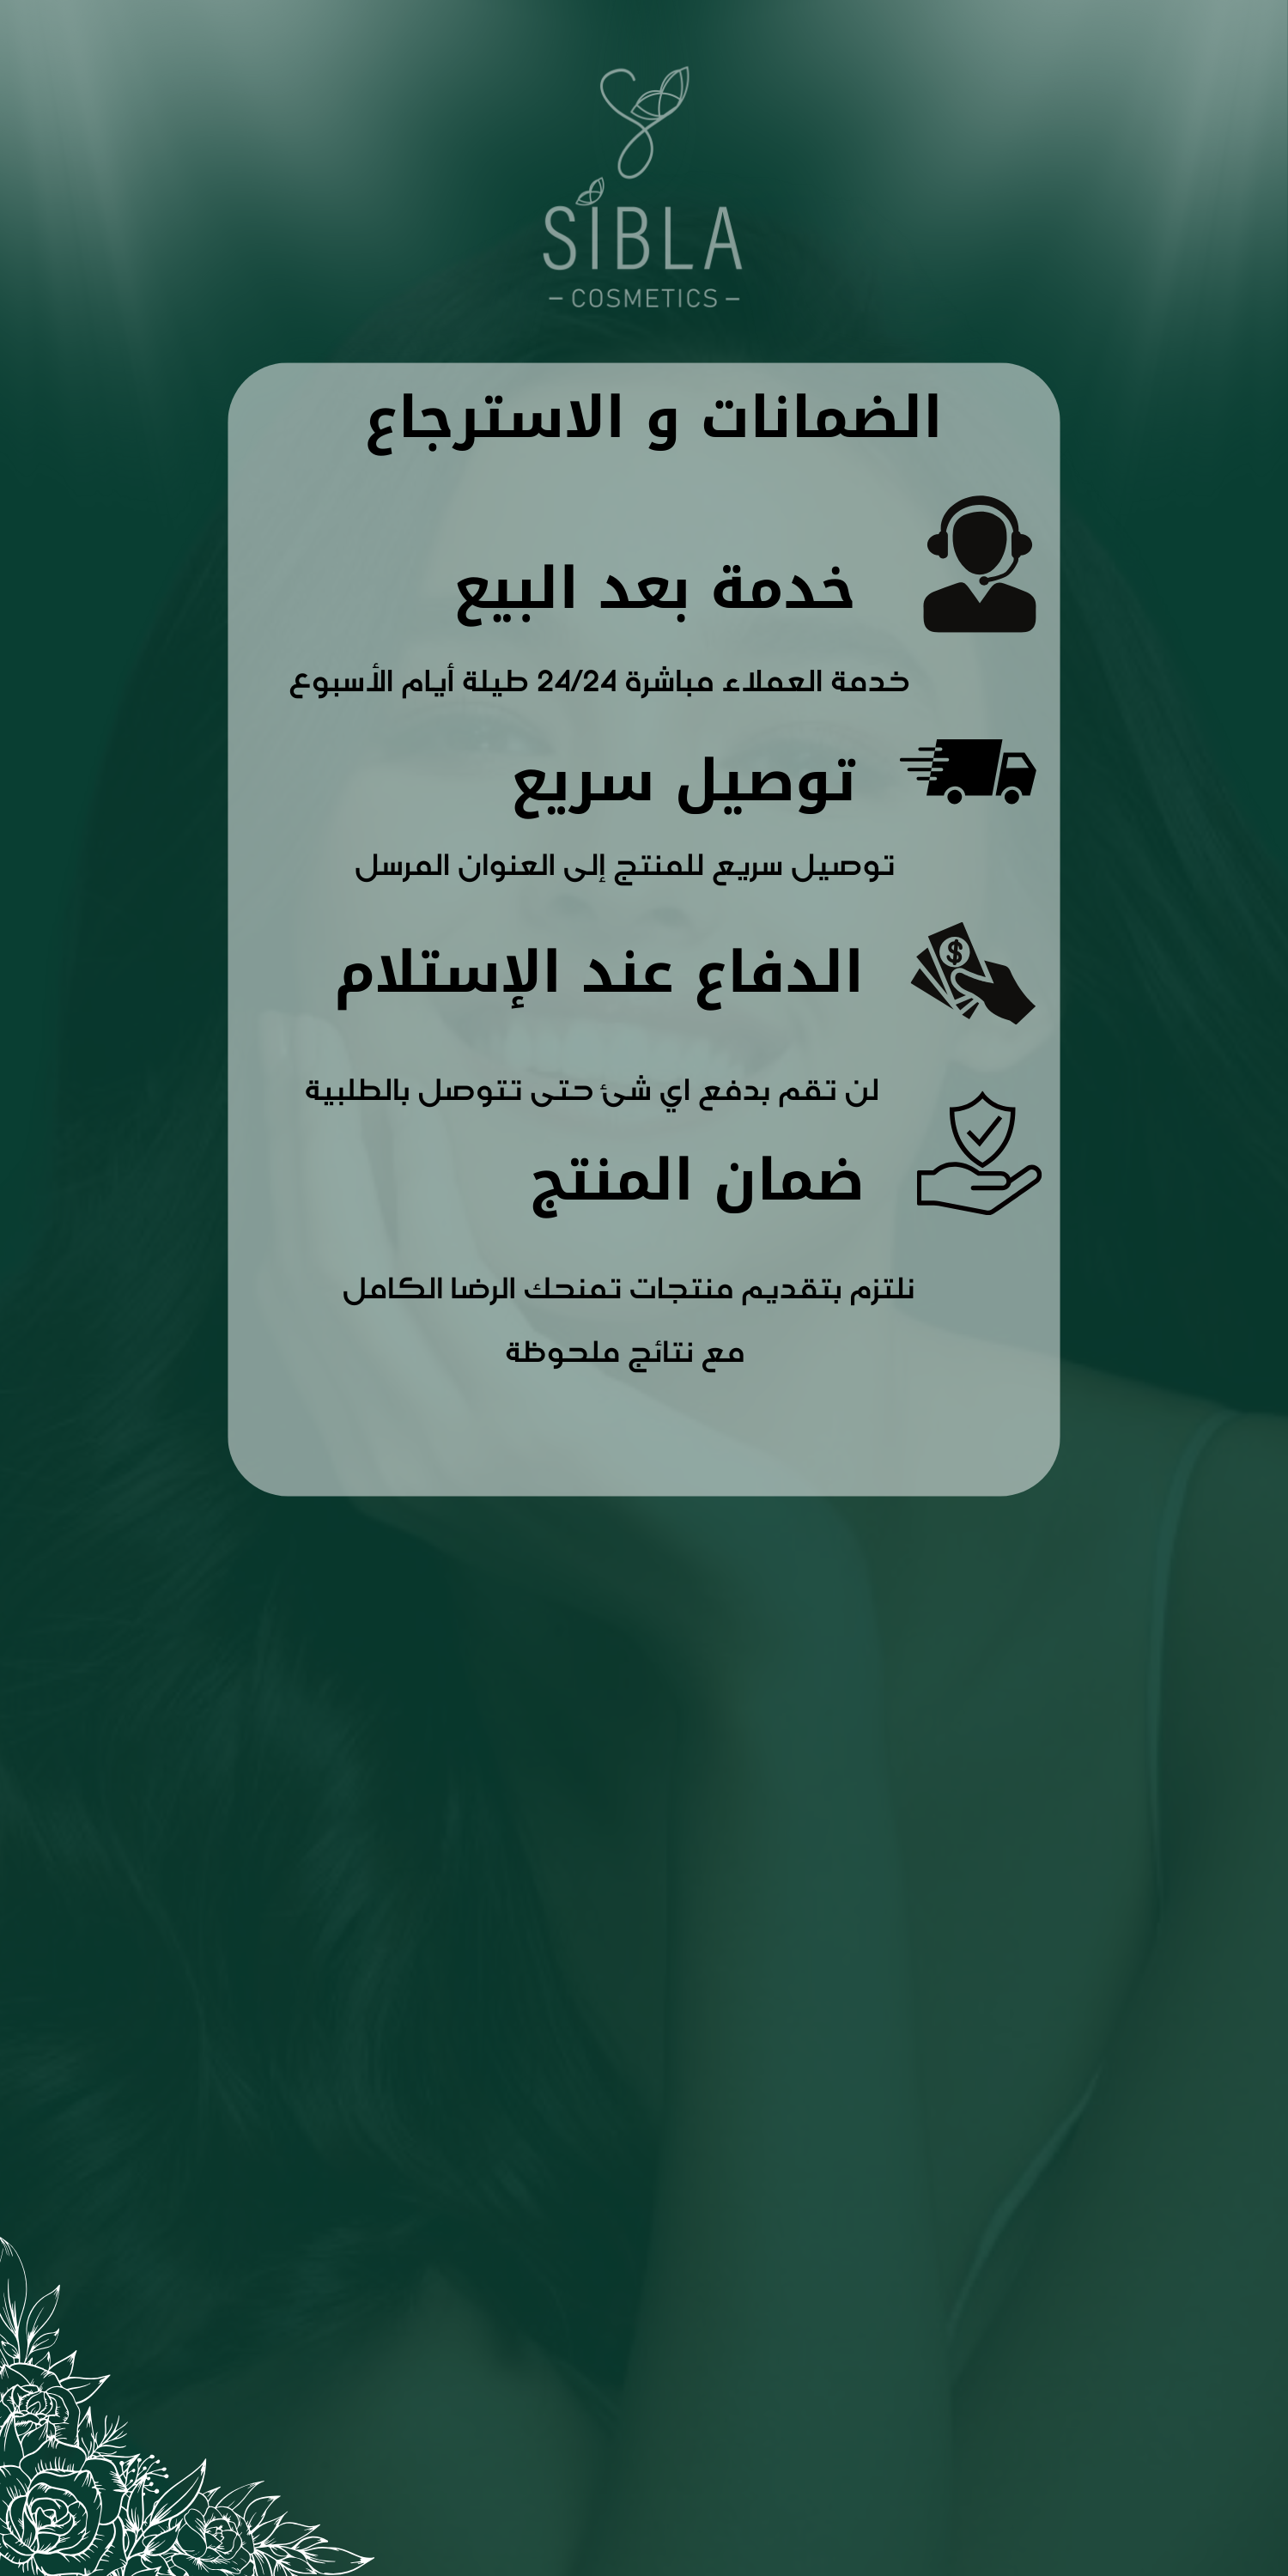 SIBLA
- COSMETICS -
الضمانات و الاسترجاع
خدمة بعد البيع
خدمة العملاء مباشرة 24/24 طيلة أيام الأسبوع
توصيل سريع
توصيل سريع للمنتج إلى العنوان المرسل
$
الدفاع عند الإستلام
لن تقم بدفع اي شئ حتى تتوصل بالطلبية
ضمان المنتج
نلتزم بتقديم منتجات تمنحك الرضا الكامل
مع نتائج ملحوظة